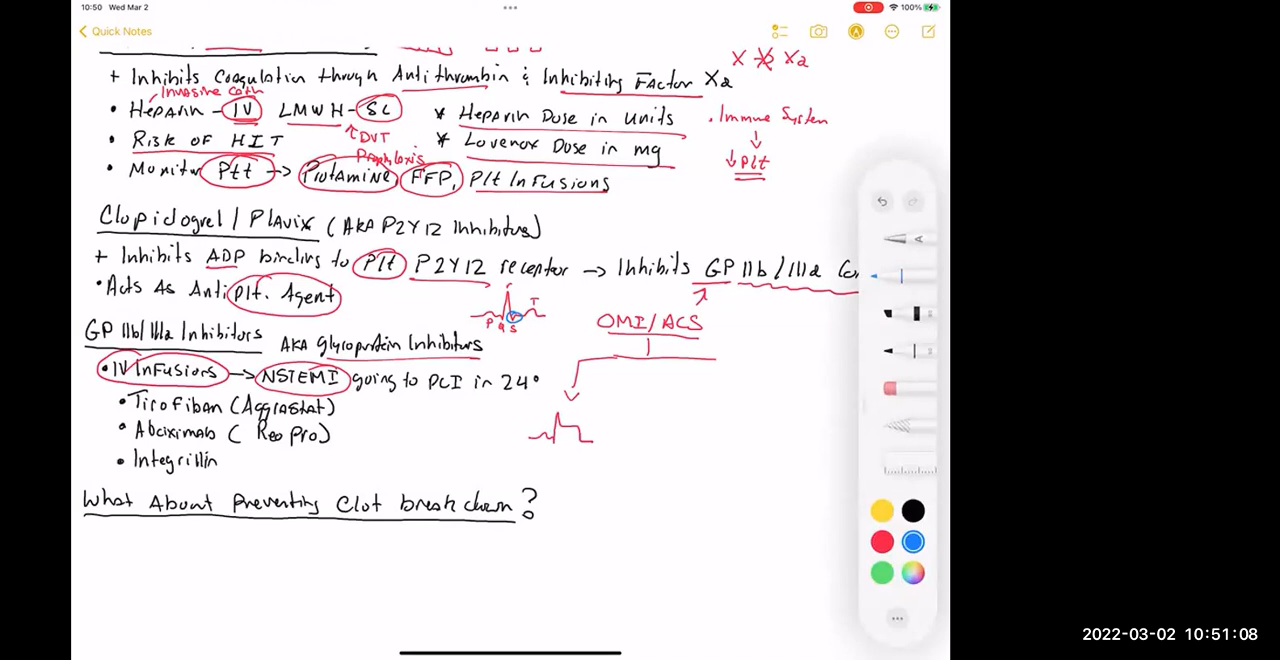 10:50 Wed Mar 2
100%
Quick Notes
X X2 Xa
+ Inhibits Coagulation through Antithrombin & Inhibiting Factor Xa
Invasive Cath
• Heparin - IV LMWH - SC * Heparin Dose in units
• Immune System
DVT Prophylaxis
• Risk of HIT * Lovenox Dose in mg
↓ Plt
• Monitor Ptt → Protamine, FFP, Plt Infusions
Clopidogrel / Plavix (AKA P2Y12 Inhibitors)
+ Inhibits ADP binding to Plt P2Y12 receptor → Inhibits GP IIb/IIIa
• Acts As Anti Plt. Agent
P Q r S T
OMI/ACS
GP IIb/IIIa Inhibitors AKA Glycoprotein Inhibitors
• IV Infusions → NSTEMI going to PCI in 24°
• Tirofiban (Aggrastat)
• Abciximab (ReoPro)
• Integrillin
What About Preventing Clot breakdown?
2022-03-02 10:51:08